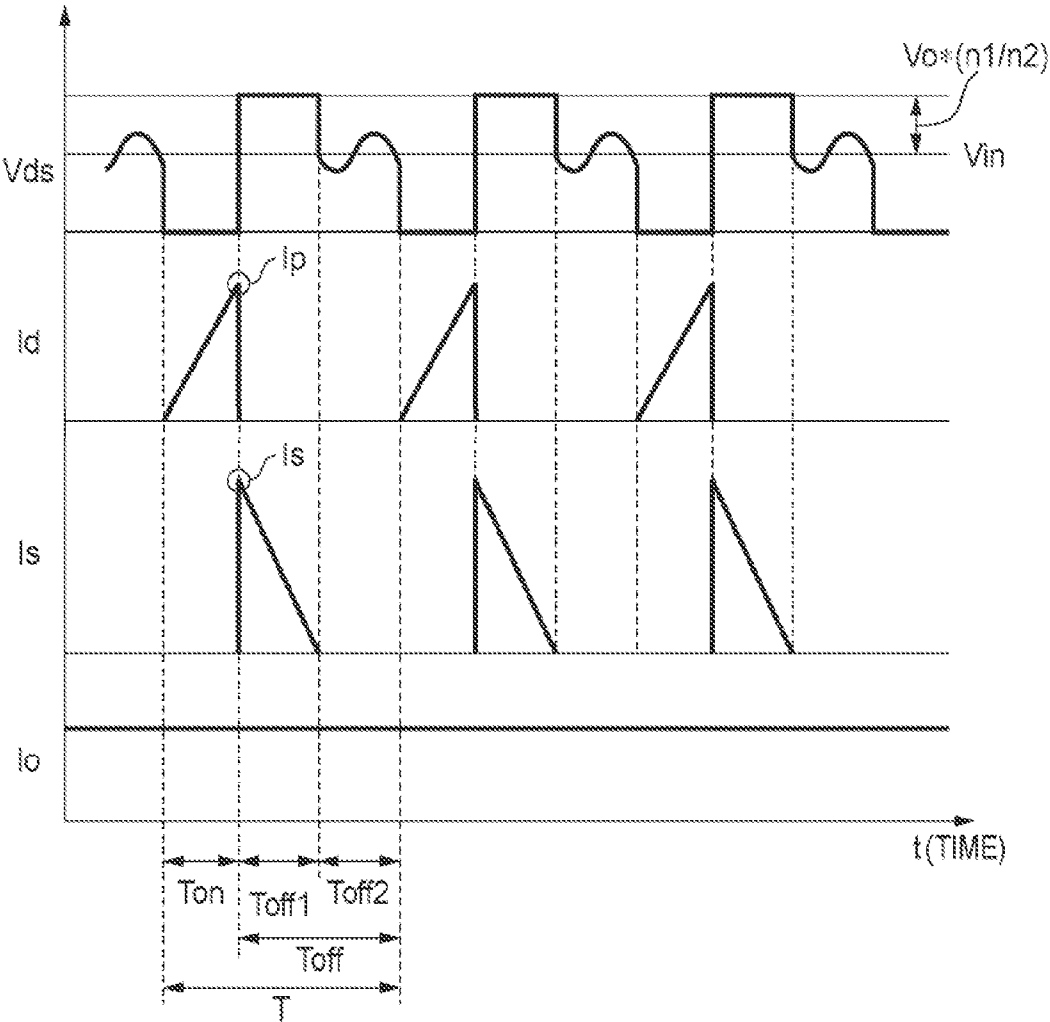 Vo*(n1/n2)
Vin
Vds
Ip
Id
Is
Is
Io
t(TIME)
Ton
Toff1
Toff2
Toff
T